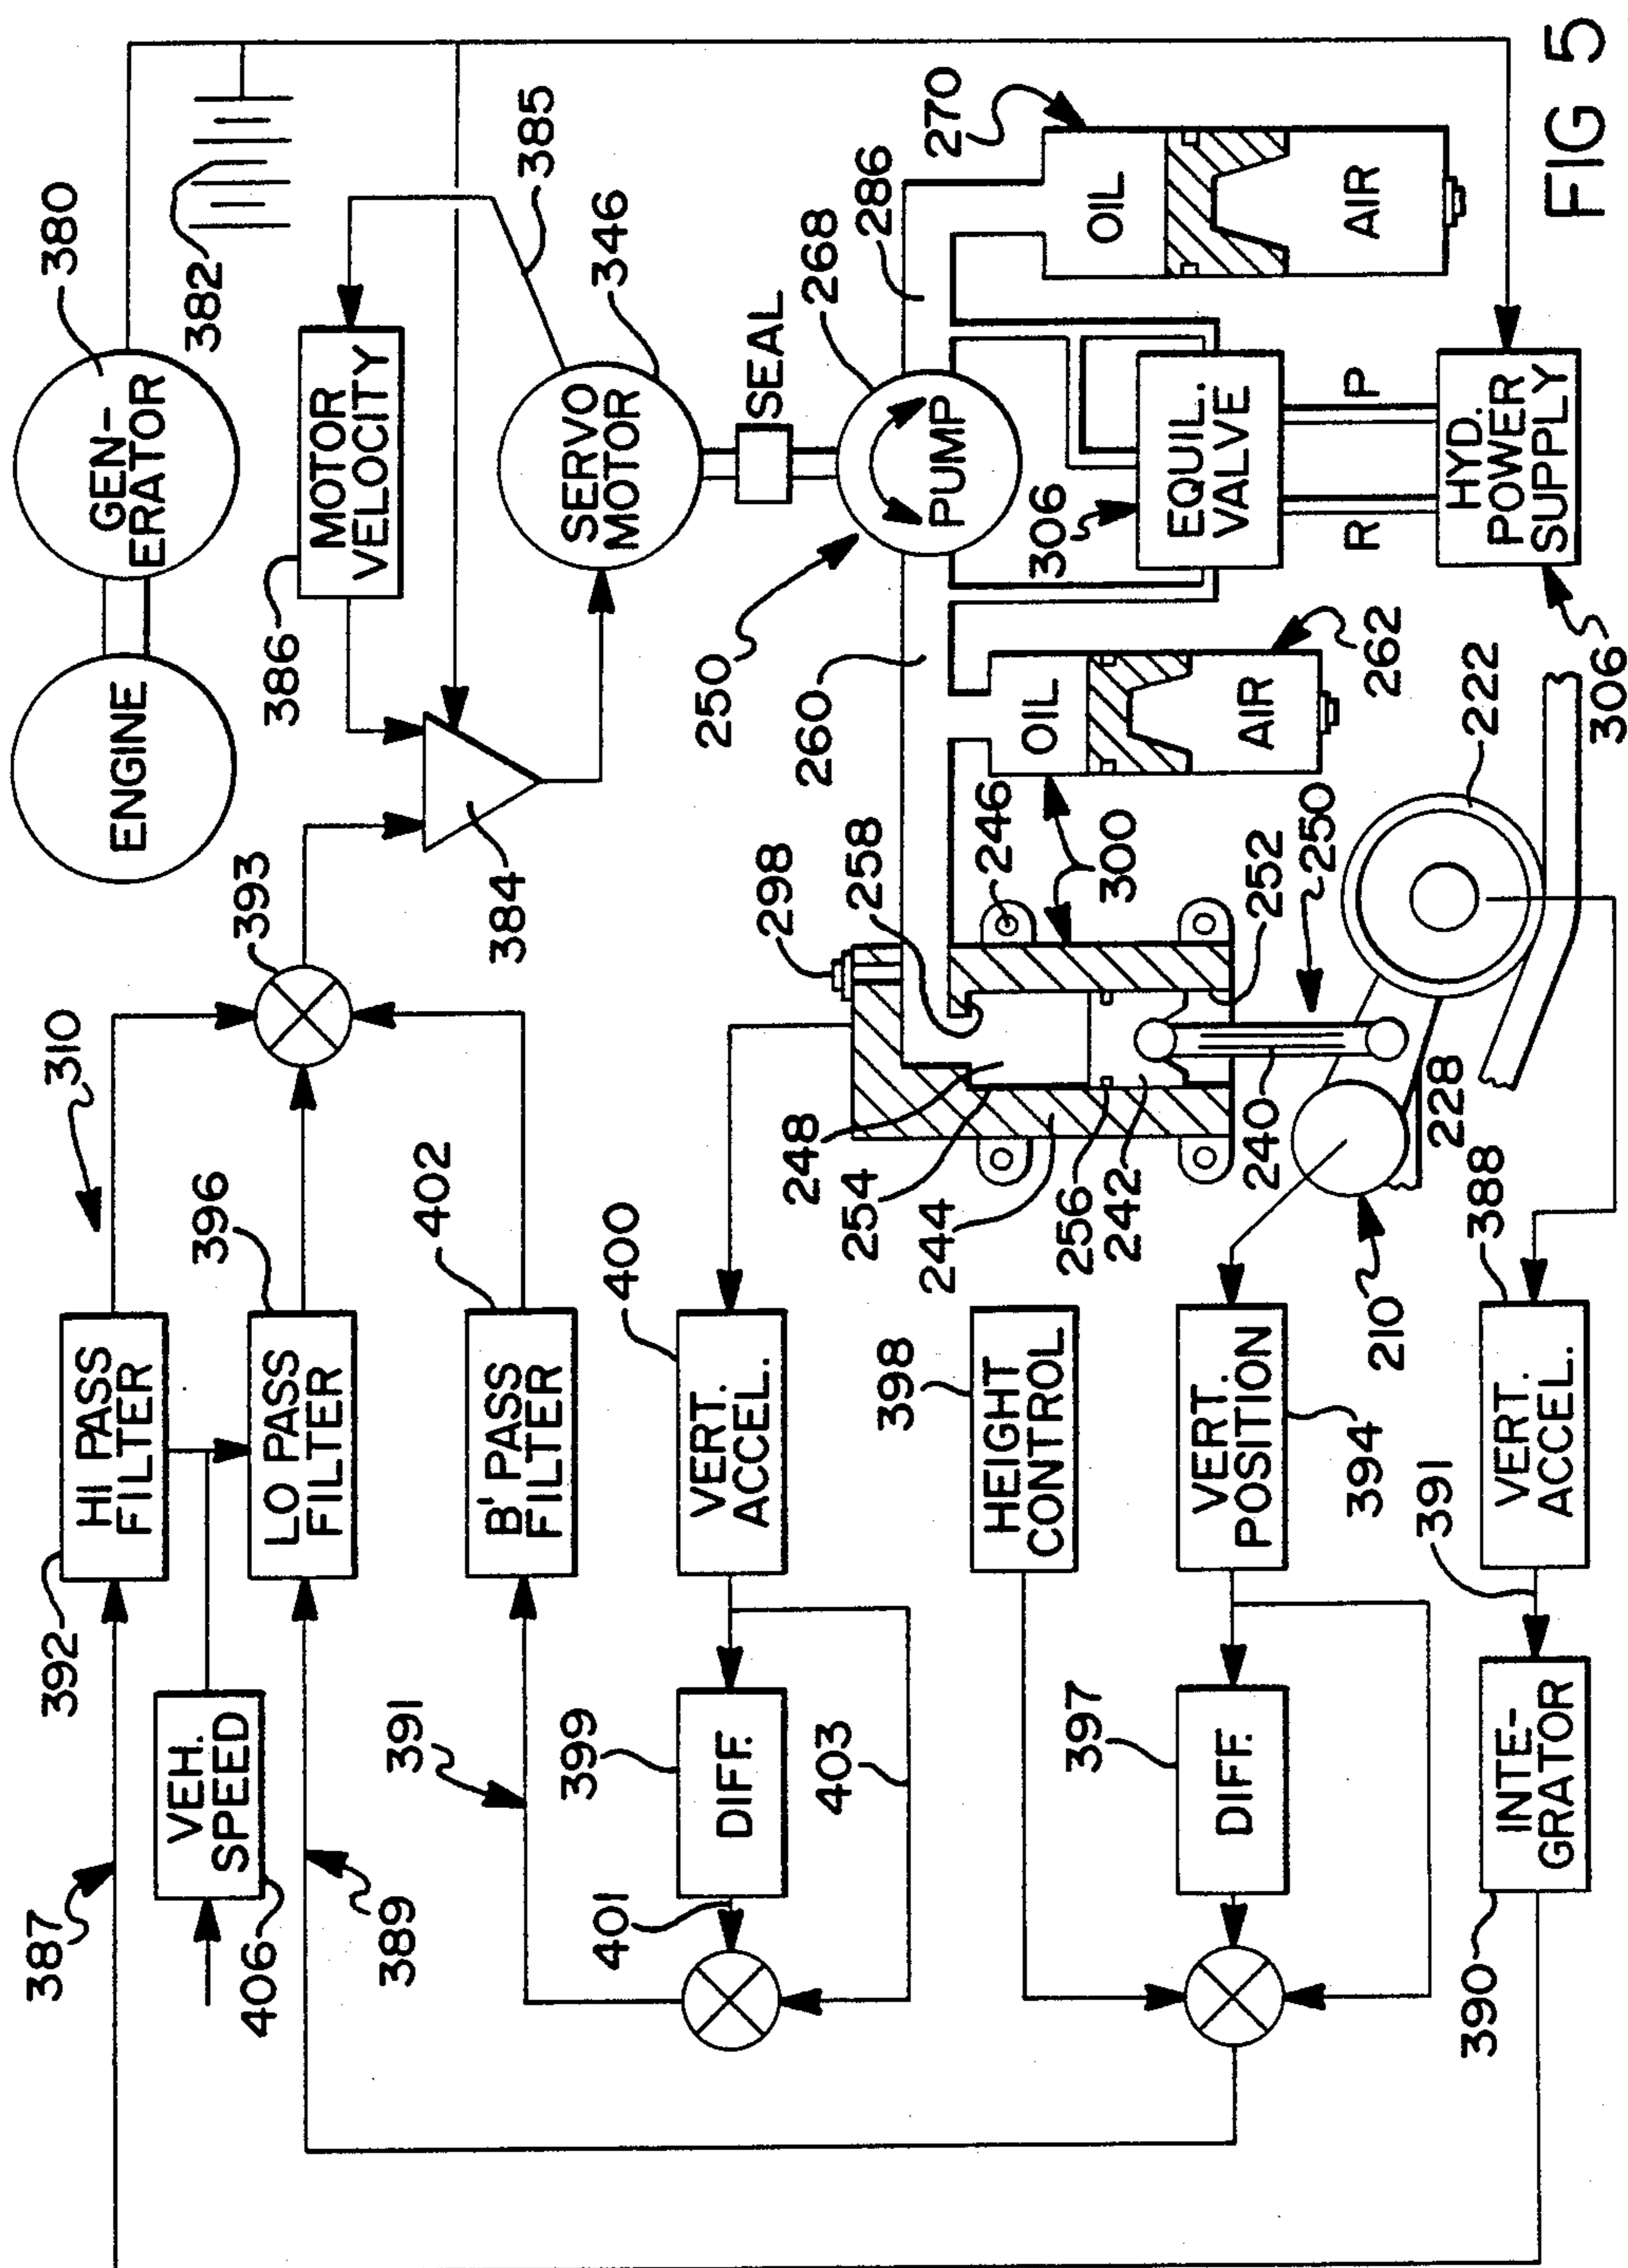 ENGINE
GEN-
ERATOR
380
382
310
393
386
MOTOR
VELOCITY
385
384
SERVO
MOTOR
346
SEAL
392
HI PASS
FILTER
387
VEH.
SPEED
406
396
LO PASS
FILTER
389
402
B' PASS
FILTER
391
400
VERT.
ACCEL.
399
DIFF.
401
403
398
HEIGHT
CONTROL
VERT.
POSITION
394
397
DIFF.
388
VERT.
ACCEL.
391
INTE-
GRATOR
390
298
258
260
250
268
PUMP
286
270
OIL
AIR
248
254
244
256
242
246
300
252
250
240
228
210
222
OIL
AIR
262
306
EQUIL.
VALVE
R
P
HYD.
POWER
SUPPLY
306
FIG 5